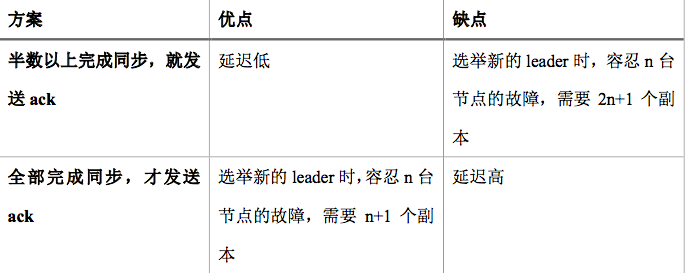 方案 优点 缺点
半数以上完成同步，就发 延迟低 选举新的 leader 时，容忍 n 台
送 ack 节点的故障，需要 2n+1 个副
本
全部完成同步，才发送 选举新的 leader 时，容忍 n 台 延迟高
ack 节点的故障，需要 n+1 个副
本